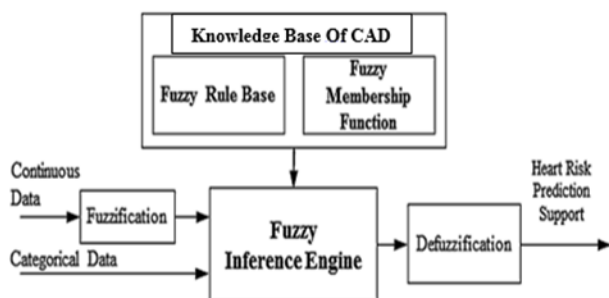 Knowledge Base Of CAD
Fuzzy Rule Base
Fuzzy
Membership
Function
Continuous
Data
Fuzzification
Categorical Data
Fuzzy
Inference Engine
Defuzzification
Heart Risk
Prediction
Support